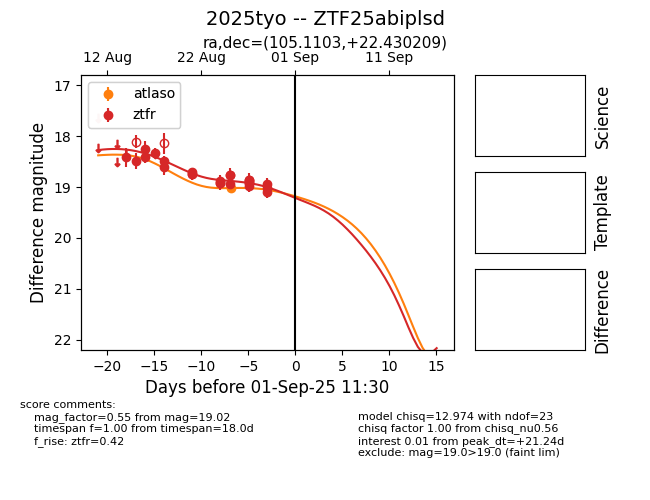 2025tyo -- ZTF25abiplsd
ra,dec=(105.1103,+22.430209)
12 Aug 22 Aug 01 Sep 11 Sep
atlaso
ztfr
17
18
19
20
21
22
Difference magnitude
−20 −15 −10 −5 0 5 10 15
Days before 01-Sep-25 11:30
Science
Template
Difference
score comments:
mag_factor=0.55 from mag=19.02
timespan f=1.00 from timespan=18.0d
f_rise: ztfr=0.42
model chisq=12.974 with ndof=23
chisq factor 1.00 from chisq_nu0.56
interest 0.01 from peak_dt=+21.24d
exclude: mag=19.0>19.0 (faint lim)